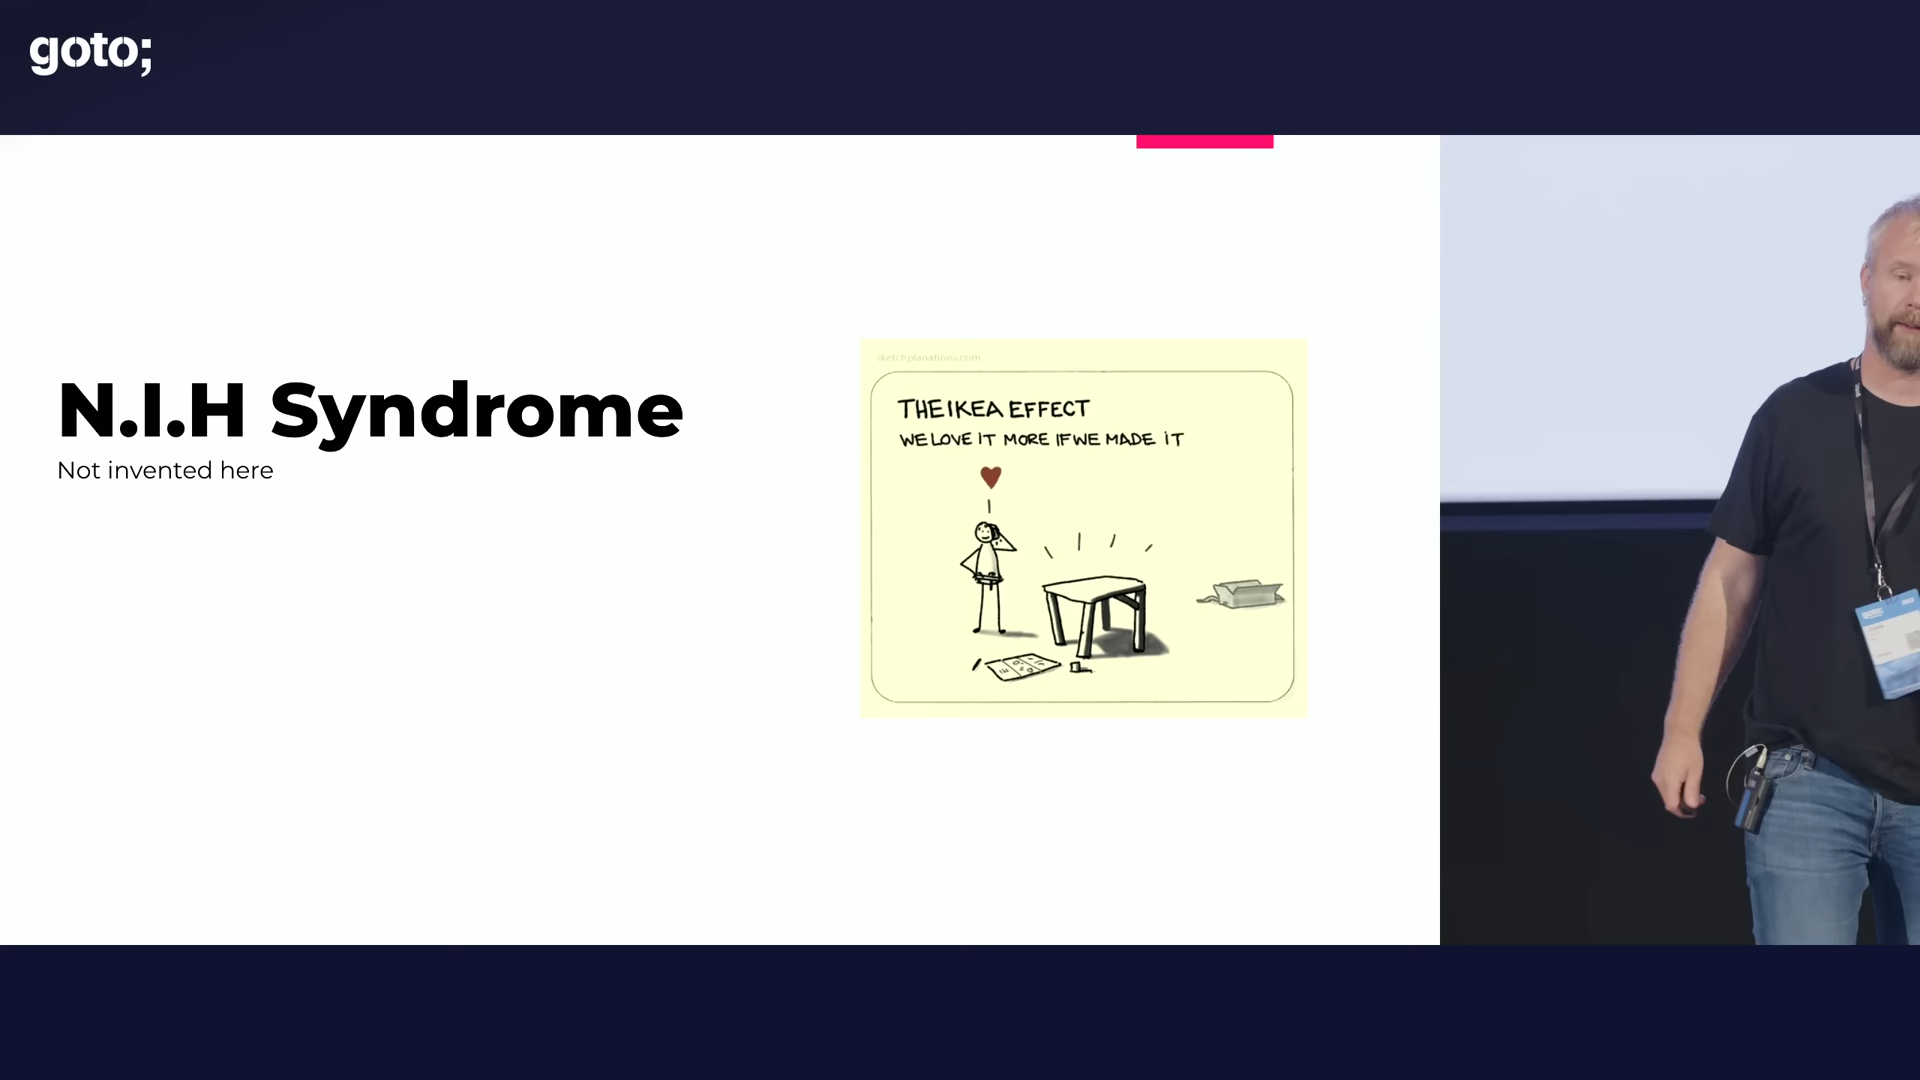 goto;
N.I.H Syndrome
Not invented here
sketchplanations.com
THE IKEA EFFECT
WE LOVE IT MORE IF WE MADE IT